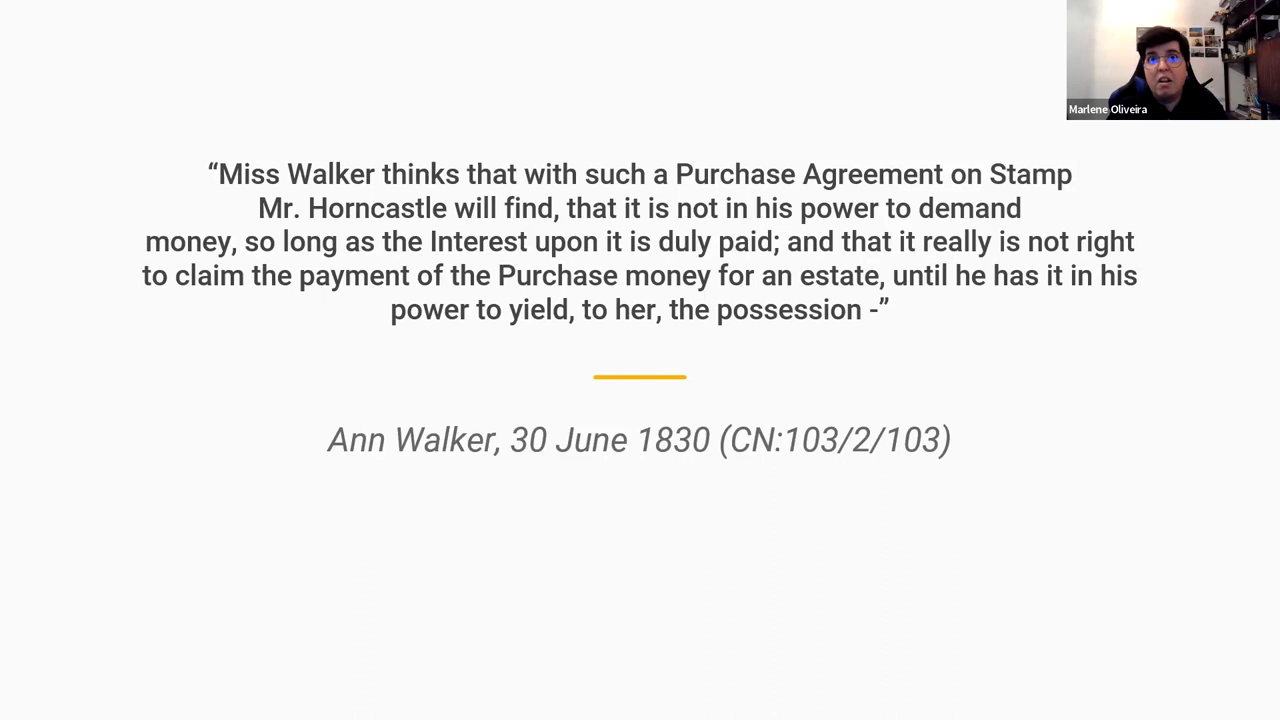 Marlene Oliveira
“Miss Walker thinks that with such a Purchase Agreement on Stamp
Mr. Horncastle will find, that it is not in his power to demand
money, so long as the Interest upon it is duly paid; and that it really is not right
to claim the payment of the Purchase money for an estate, until he has it in his
power to yield, to her, the possession -”
Ann Walker, 30 June 1830 (CN:103/2/103)